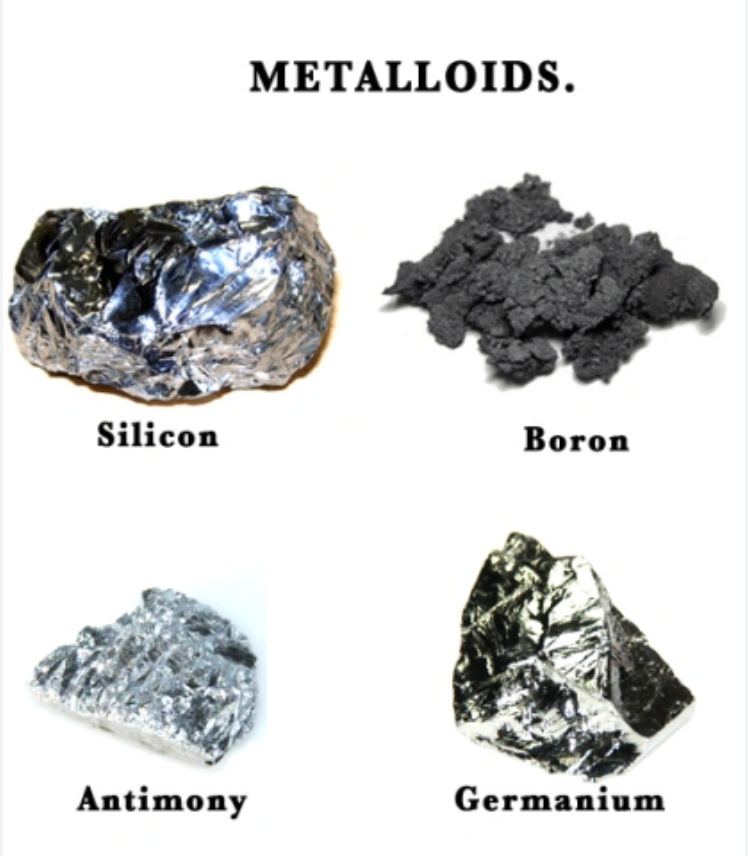 METALLOIDS.
Silicon
Boron
Antimony
Germanium